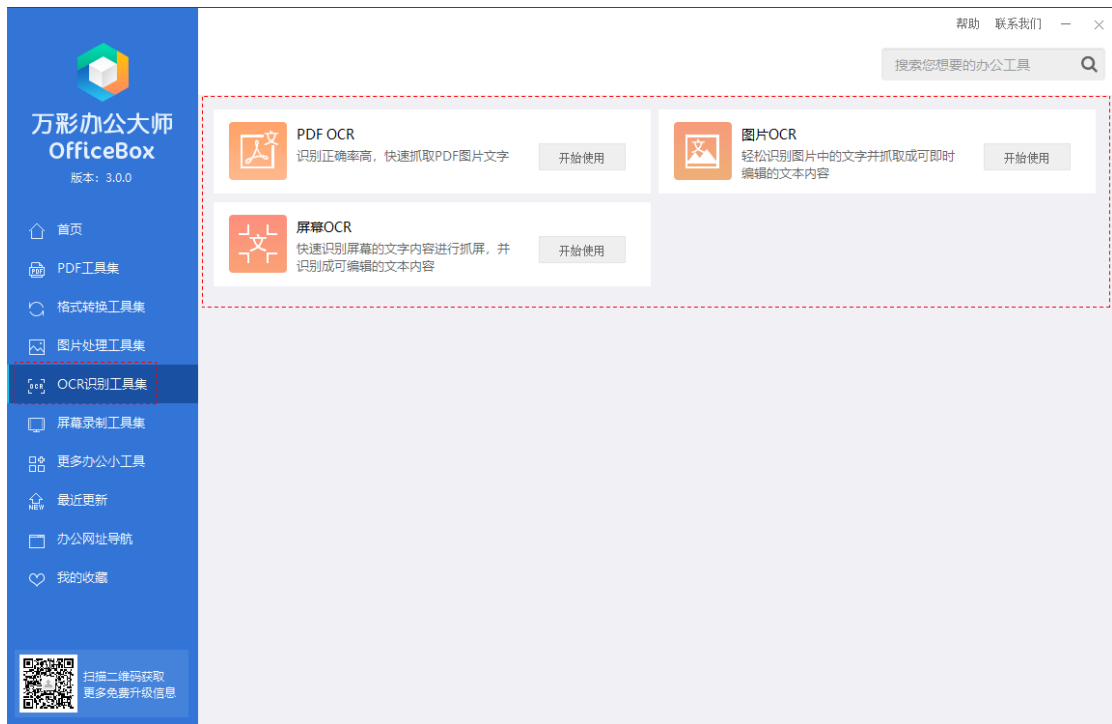 帮助 联系我们
搜索您想要的办公工具
万彩办公大师
OfficeBox
版本：3.0.0
首页
PDF工具集
格式转换工具集
图片处理工具集
OCR识别工具集
屏幕录制工具集
更多办公小工具
最近更新
办公网址导航
我的收藏
扫描二维码获取
更多免费升级信息
PDF OCR
识别正确率高，快速抓取PDF图片文字
开始使用
图片OCR
轻松识别图片中的文字并抓取成可即时
编辑的文本内容
开始使用
屏幕OCR
快速识别屏幕的文字内容进行抓屏，并
识别成可编辑的文本内容
开始使用
PDF
OCR
NEW
文
文
文